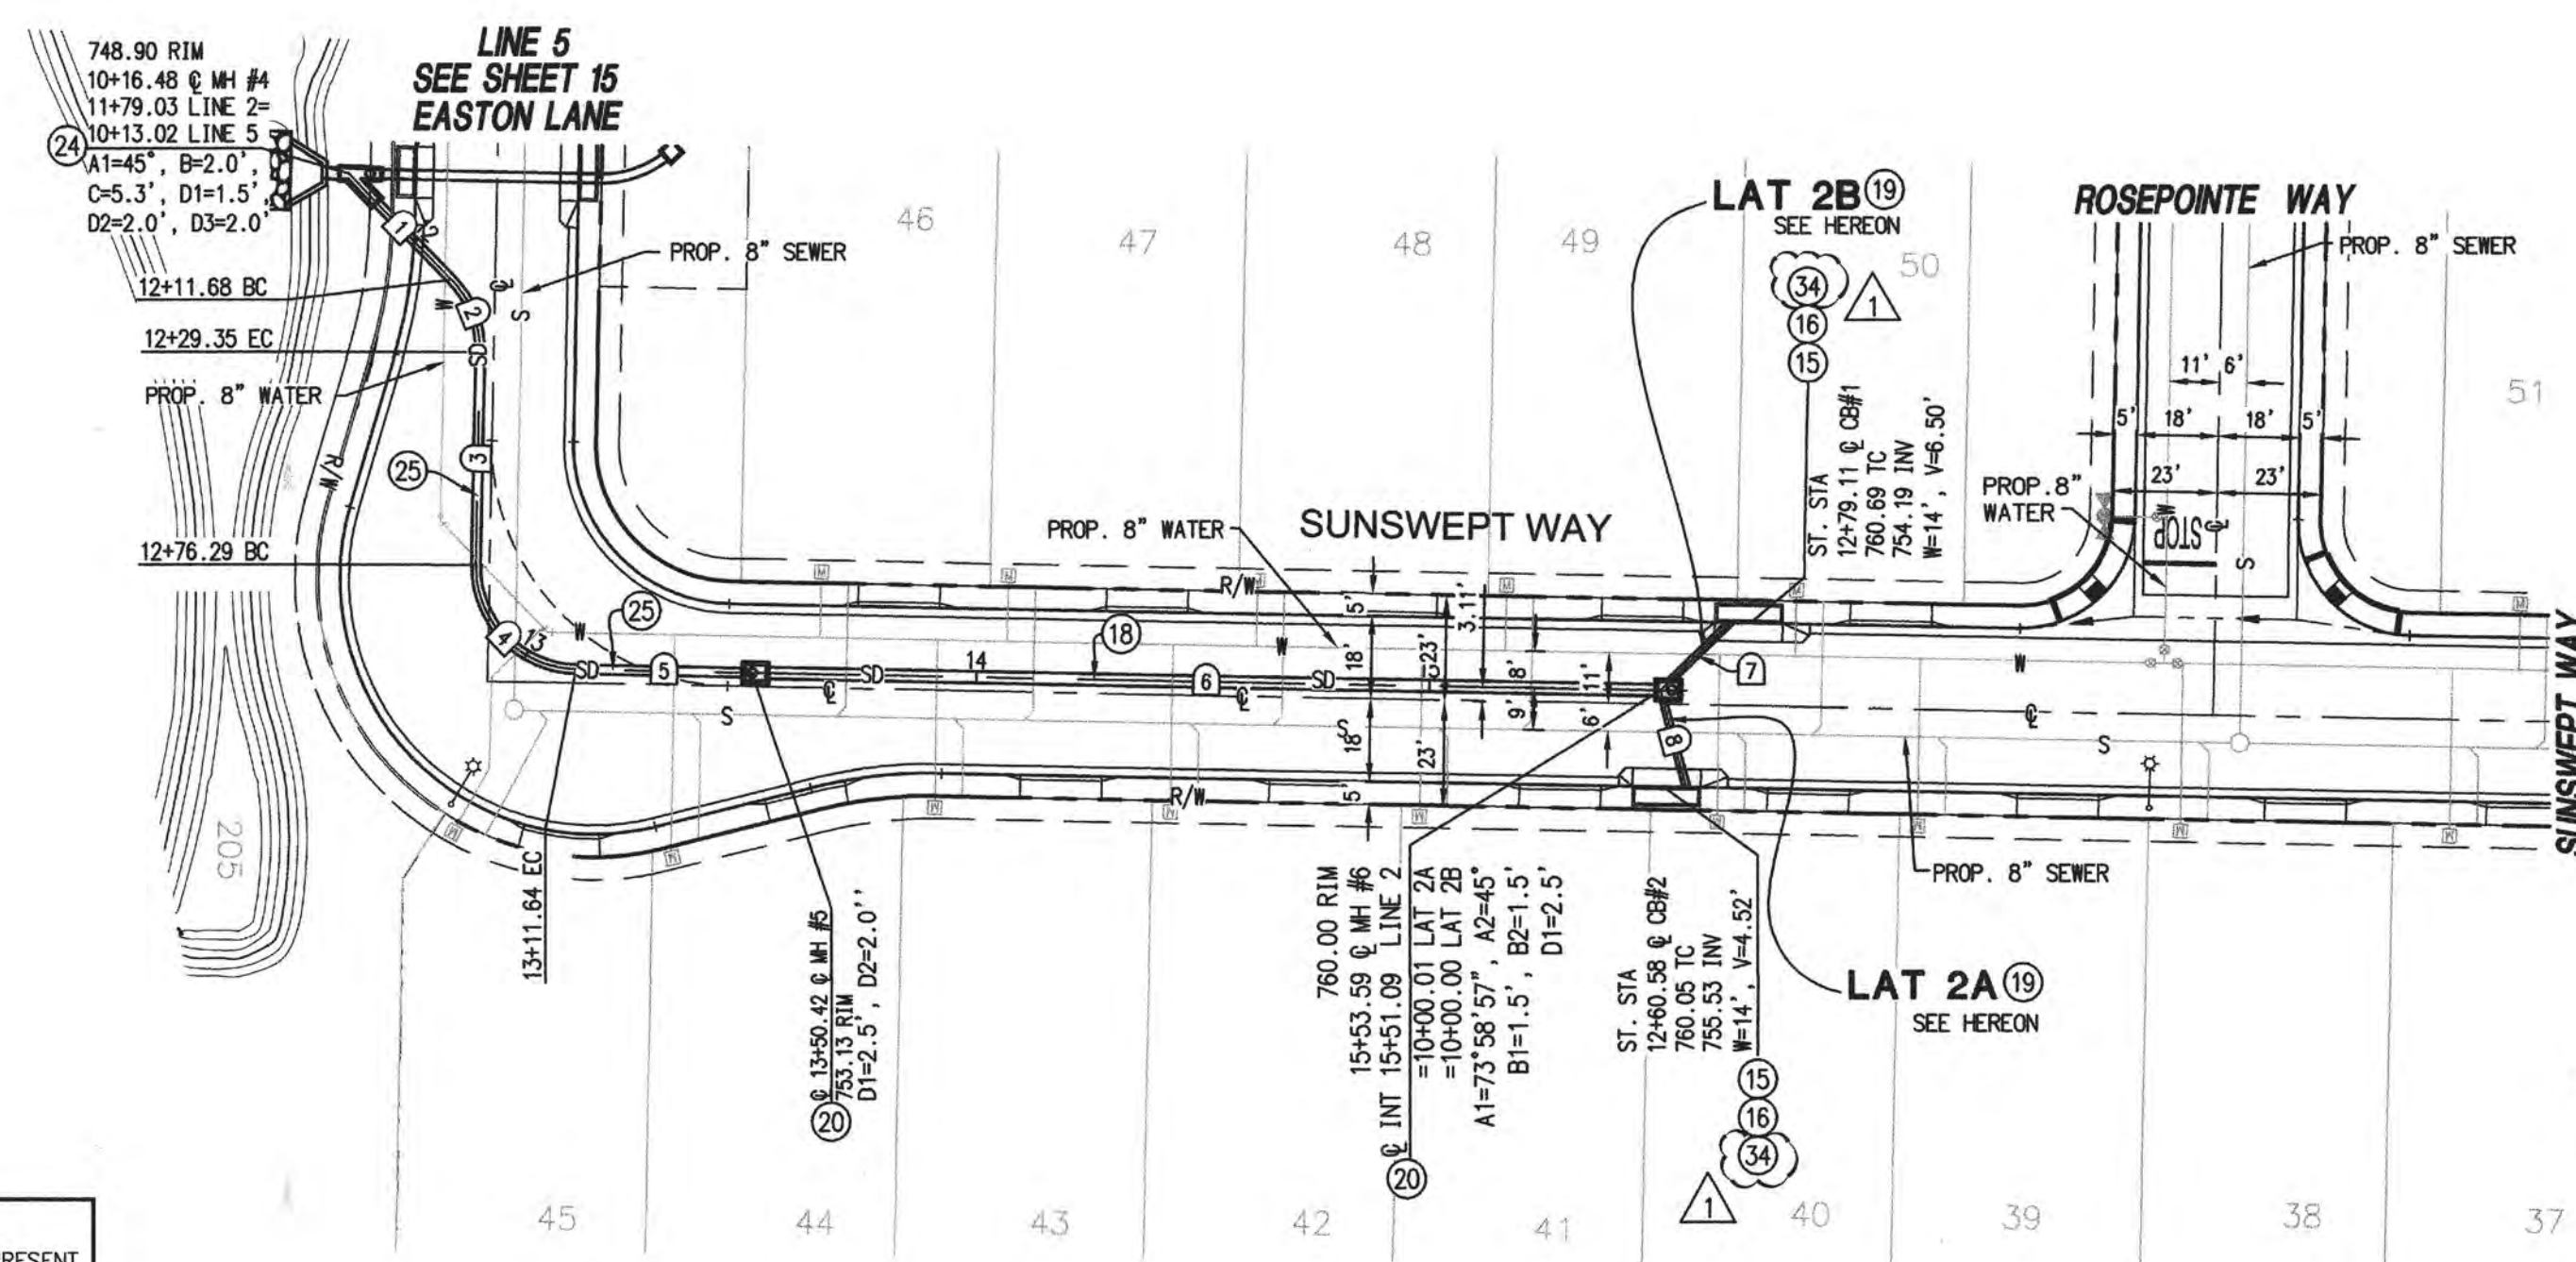 748.90 RIM
10+16.48 ℄ MH #4
11+79.03 LINE 2=
10+13.02 LINE 5
24
A1=45°, B=2.0',
C=5.3', D1=1.5',
D2=2.0', D3=2.0'
LINE 5
SEE SHEET 15
EASTON LANE
12+11.68 BC
12+29.35 EC
PROP. 8" WATER
12+76.29 BC
PROP. 8" SEWER
1
12
2
W
℄
S
SD
3
25
R/W
4
13
W
SD
25
5
SD
14
18
6
SD
℄
℄
S
46
47
48
49
50
51
LAT 2B 19
SEE HEREON
34
1
16
15
ST. STA
12+79.11 ℄ CB#1
760.69 TC
754.19 INV
W=14', V=6.50'
ROSEPOINTE WAY
PROP. 8" SEWER
11' 6'
5' 18' 18' 5'
23' 23'
PROP. 8"
WATER
W
STOP
℄
S
PROP. 8" WATER
SUNSWEPT WAY
R/W
W
5'
18'
23'
3.11'
8'
11'
9'
6'
S
18'
23'
5'
R/W
7
8
W
℄
S
SUNSWEPT WAY
205
13+11.64 EC
℄ 13+50.42 ℄ MH #5
753.13 RIM
D1=2.5', D2=2.0''
20
760.00 RIM
15+53.59 ℄ MH #6
℄ INT 15+51.09 LINE 2
=10+00.01 LAT 2A
=10+00.00 LAT 2B
A1=73°58'57", A2=45°
B1=1.5', B2=1.5'
D1=2.5'
20
ST. STA
12+60.58 ℄ CB#2
760.05 TC
755.53 INV
W=14', V=4.52'
15
16
34
1
LAT 2A 19
SEE HEREON
PROP. 8" SEWER
45
44
43
42
41
40
39
38
37
RESENT